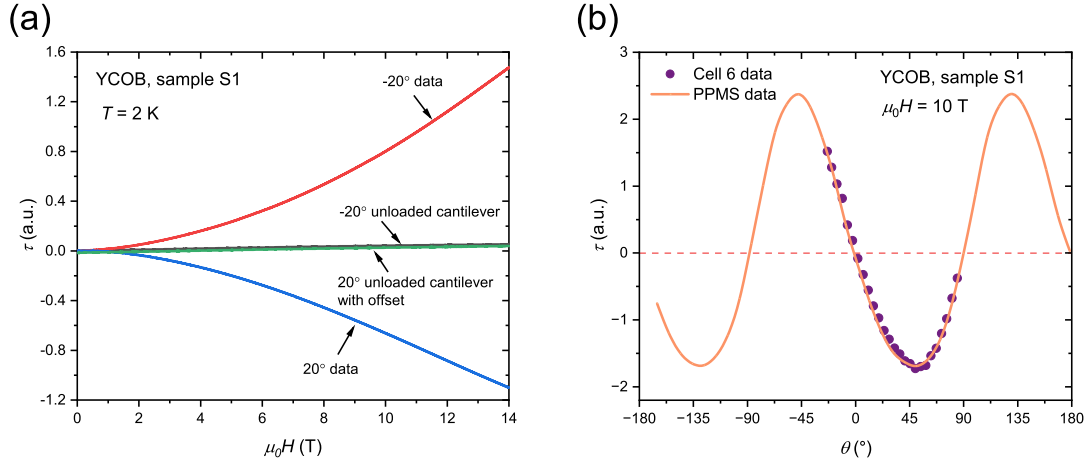 (a)
YCOB, sample S1
T = 2 K
-20° data
-20° unloaded cantilever
20° unloaded cantilever
with offset
20° data
τ (a.u.)
1.6
1.2
0.8
0.4
0.0
-0.4
-0.8
-1.2
0 2 4 6 8 10 12 14
μ₀H (T)
(b)
Cell 6 data
PPMS data
YCOB, sample S1
μ₀H = 10 T
τ (a.u.)
3
2
1
0
−1
−2
−180 −135 −90 −45 0 45 90 135 180
θ (°)